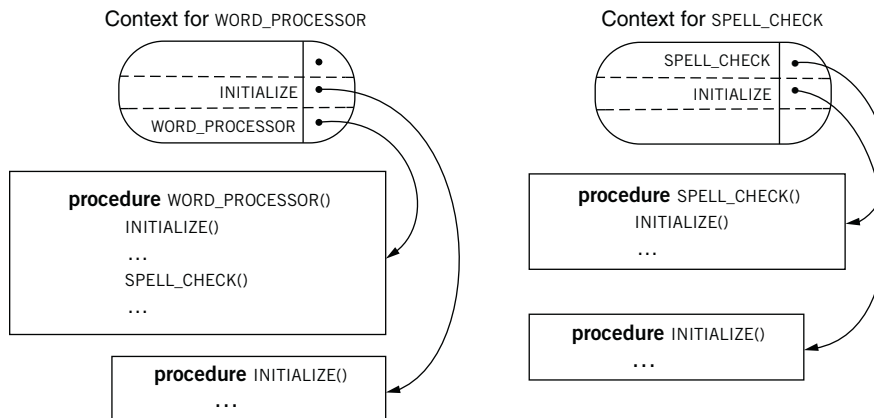 Context for WORD_PROCESSOR
INITIALIZE
WORD_PROCESSOR
procedure WORD_PROCESSOR()
INITIALIZE()
...
SPELL_CHECK()
...
procedure INITIALIZE()
...
Context for SPELL_CHECK
SPELL_CHECK
INITIALIZE
procedure SPELL_CHECK()
INITIALIZE()
...
procedure INITIALIZE()
...